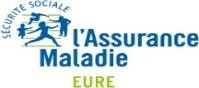 SÉCURITÉ SOCIALE
l'Assurance
Maladie
EURE